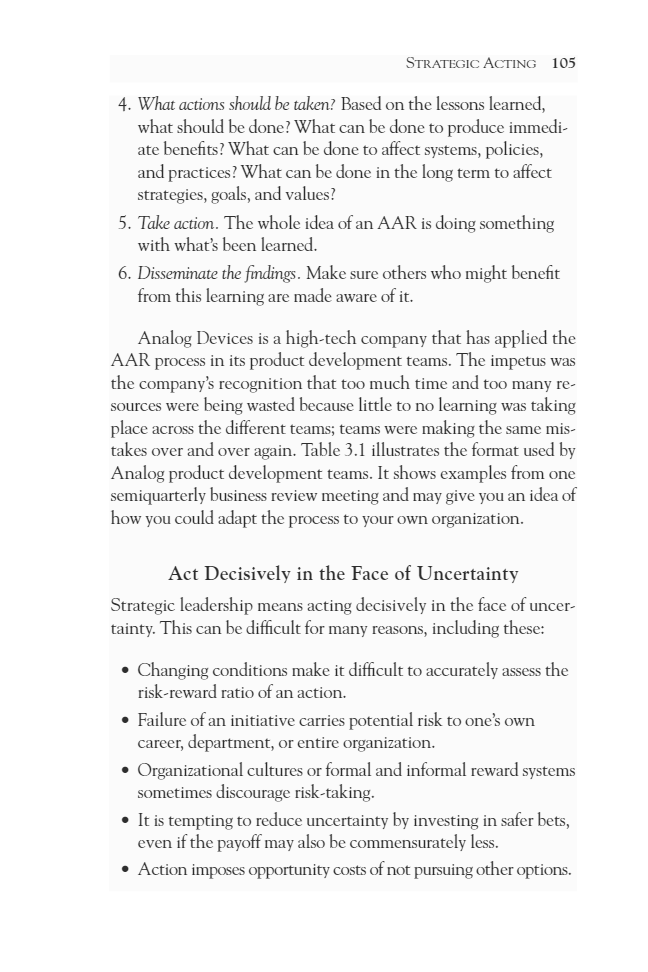 STRATEGIC ACTING 105
4. What actions should be taken? Based on the lessons learned,
what should be done? What can be done to produce immedi-
ate benefits? What can be done to affect systems, policies,
and practices? What can be done in the long term to affect
strategies, goals, and values?
5. Take action. The whole idea of an AAR is doing something
with what’s been learned.
6. Disseminate the findings. Make sure others who might benefit
from this learning are made aware of it.
Analog Devices is a high-tech company that has applied the
AAR process in its product development teams. The impetus was
the company’s recognition that too much time and too many re-
sources were being wasted because little to no learning was taking
place across the different teams; teams were making the same mis-
takes over and over again. Table 3.1 illustrates the format used by
Analog product development teams. It shows examples from one
semiquarterly business review meeting and may give you an idea of
how you could adapt the process to your own organization.
Act Decisively in the Face of Uncertainty
Strategic leadership means acting decisively in the face of uncer-
tainty. This can be difficult for many reasons, including these:
• Changing conditions make it difficult to accurately assess the
risk-reward ratio of an action.
• Failure of an initiative carries potential risk to one’s own
career, department, or entire organization.
• Organizational cultures or formal and informal reward systems
sometimes discourage risk-taking.
• It is tempting to reduce uncertainty by investing in safer bets,
even if the payoff may also be commensurately less.
• Action imposes opportunity costs of not pursuing other options.